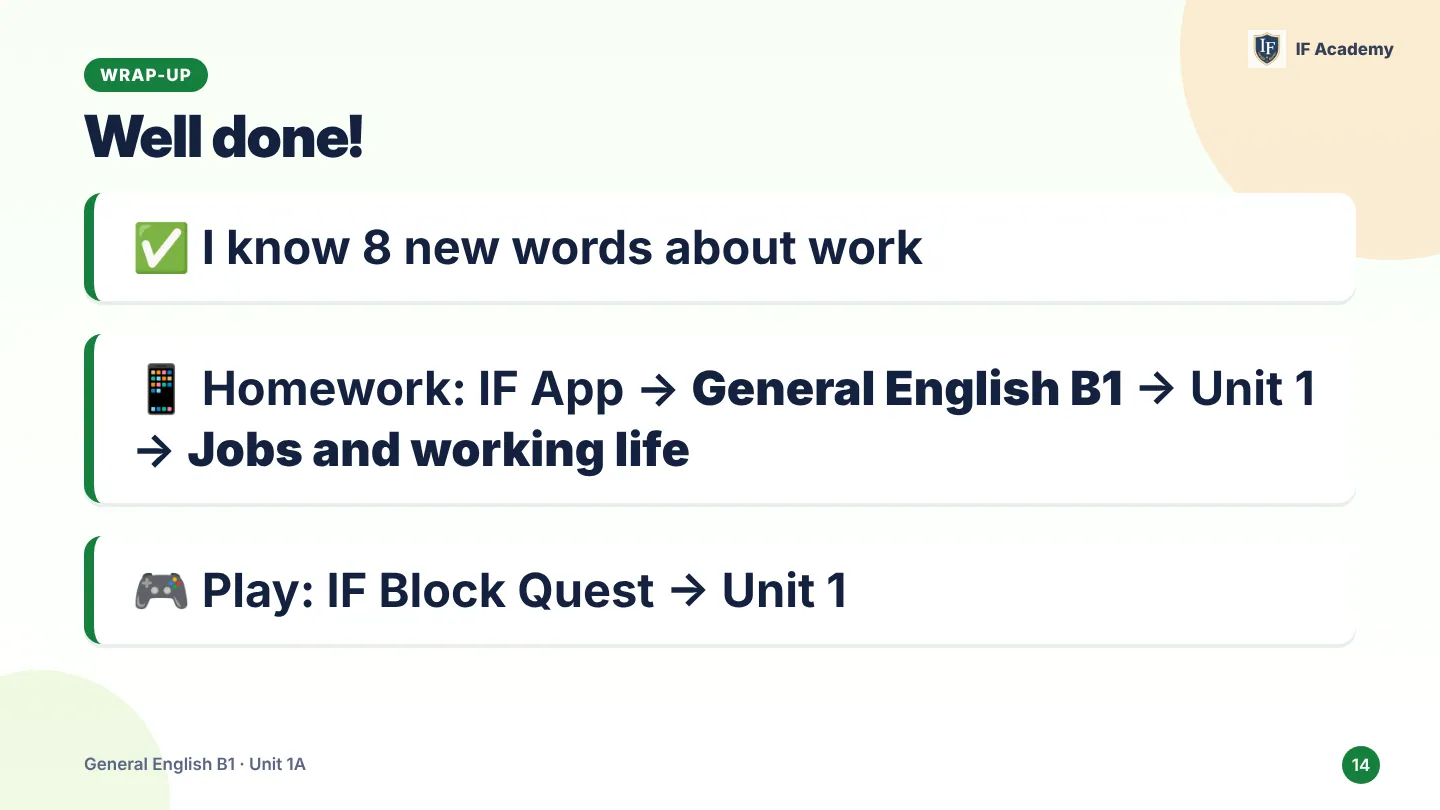 IF
IF Academy
WRAP-UP
Well done!
✅ I know 8 new words about work
📱 Homework: IF App → General English B1 → Unit 1
→ Jobs and working life
🎮 Play: IF Block Quest → Unit 1
General English B1 · Unit 1A
14